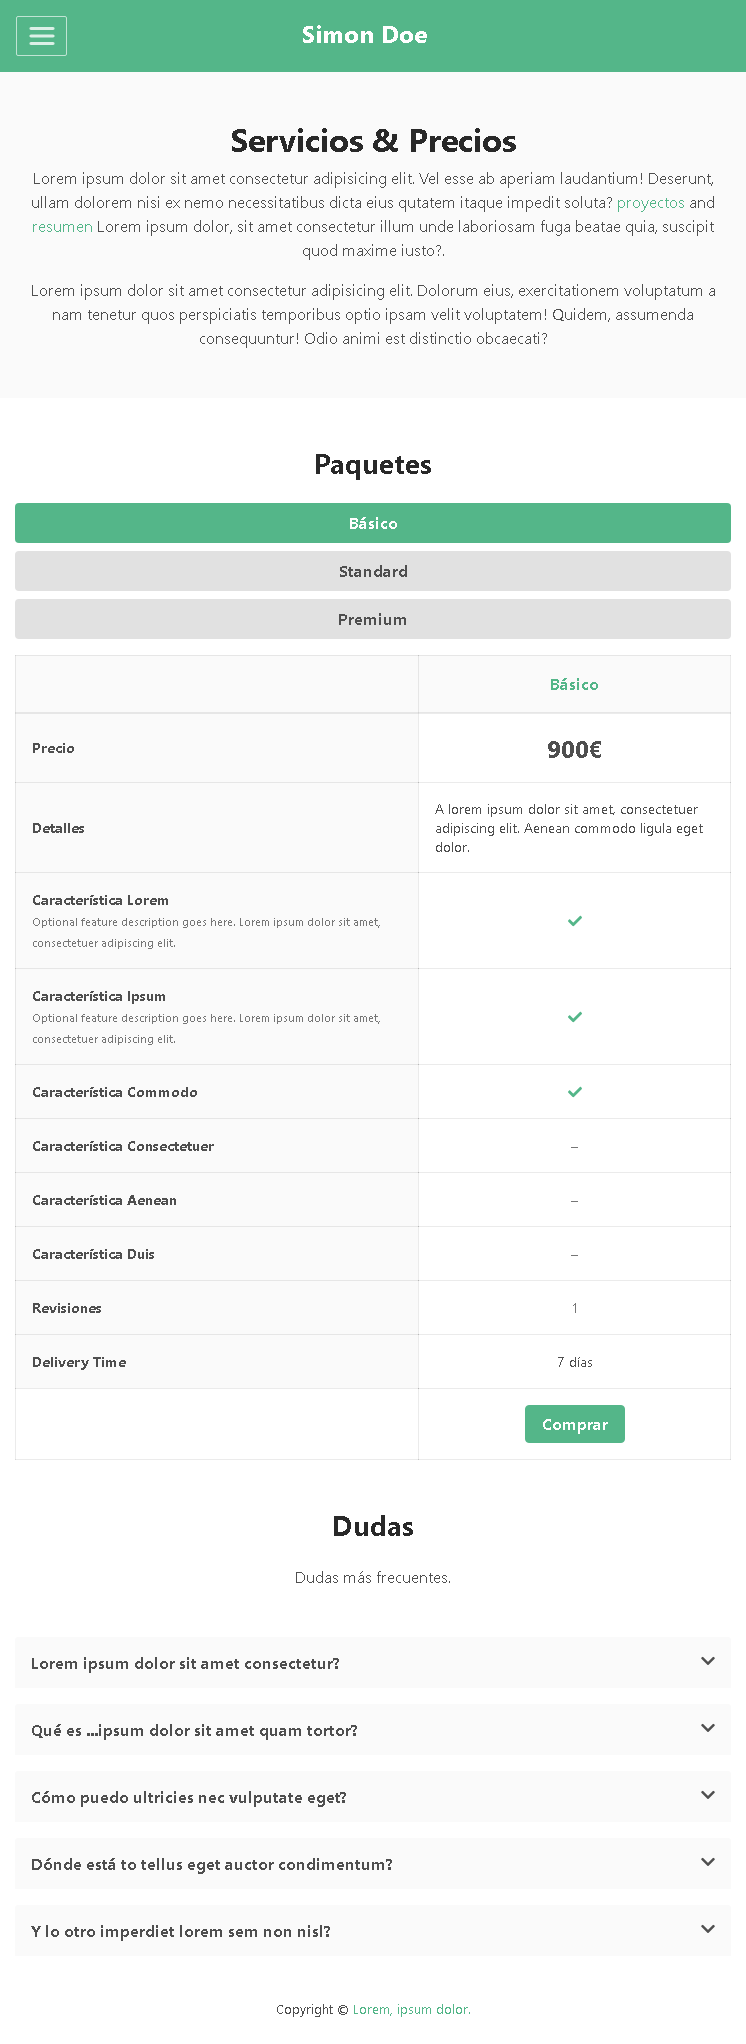 Simon Doe
Servicios & Precios
Lorem ipsum dolor sit amet consectetur adipisicing elit. Vel esse ab aperiam laudantium! Deserunt,
ullam dolorem nisi ex nemo necessitatibus dicta eius qutatem itaque impedit soluta? proyectos and
resumen Lorem ipsum dolor, sit amet consectetur illum unde laboriosam fuga beatae quia, suscipit
quod maxime iusto?.
Lorem ipsum dolor sit amet consectetur adipisicing elit. Dolorum eius, exercitationem voluptatum a
nam tenetur quos perspiciatis temporibus optio ipsam velit voluptatem! Quidem, assumenda
consequuntur! Odio animi est distinctio obcaecati?
Paquetes
Básico
Standard
Premium
Básico
Precio
900€
Detalles
A lorem ipsum dolor sit amet, consectetuer
adipiscing elit. Aenean commodo ligula eget
dolor.
Característica Lorem
Optional feature description goes here. Lorem ipsum dolor sit amet,
consectetuer adipiscing elit.
Característica Ipsum
Optional feature description goes here. Lorem ipsum dolor sit amet,
consectetuer adipiscing elit.
Característica Commodo
Característica Consectetuer
–
Característica Aenean
–
Característica Duis
–
Revisiones
1
Delivery Time
7 días
Comprar
Dudas
Dudas más frecuentes.
Lorem ipsum dolor sit amet consectetur?
Qué es ...ipsum dolor sit amet quam tortor?
Cómo puedo ultricies nec vulputate eget?
Dónde está to tellus eget auctor condimentum?
Y lo otro imperdiet lorem sem non nisl?
Copyright © Lorem, ipsum dolor.